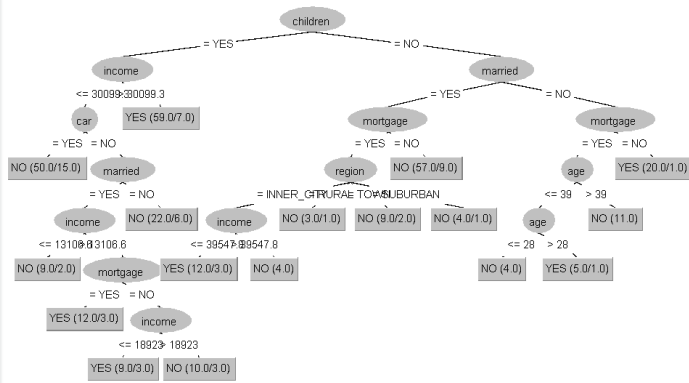 children
= YES = NO
income married
<= 30099.3 > 30099.3 = YES = NO
car YES (59.0/7.0) mortgage mortgage
= YES = NO = YES = NO = YES = NO
NO (50.0/15.0) married region NO (57.0/9.0) age YES (20.0/1.0)
= YES = NO = INNER_CITY = RURAL = TOWN = SUBURBAN <= 39 > 39
income NO (22.0/6.0) income NO (3.0/1.0) NO (9.0/2.0) NO (4.0/1.0) age NO (11.0)
<= 13106.6 > 13106.6 <= 39547.8 > 39547.8 <= 28 > 28
NO (9.0/2.0) mortgage YES (12.0/3.0) NO (4.0) NO (4.0) YES (5.0/1.0)
= YES = NO
YES (12.0/3.0) income
<= 18923 > 18923
YES (9.0/3.0) NO (10.0/3.0)